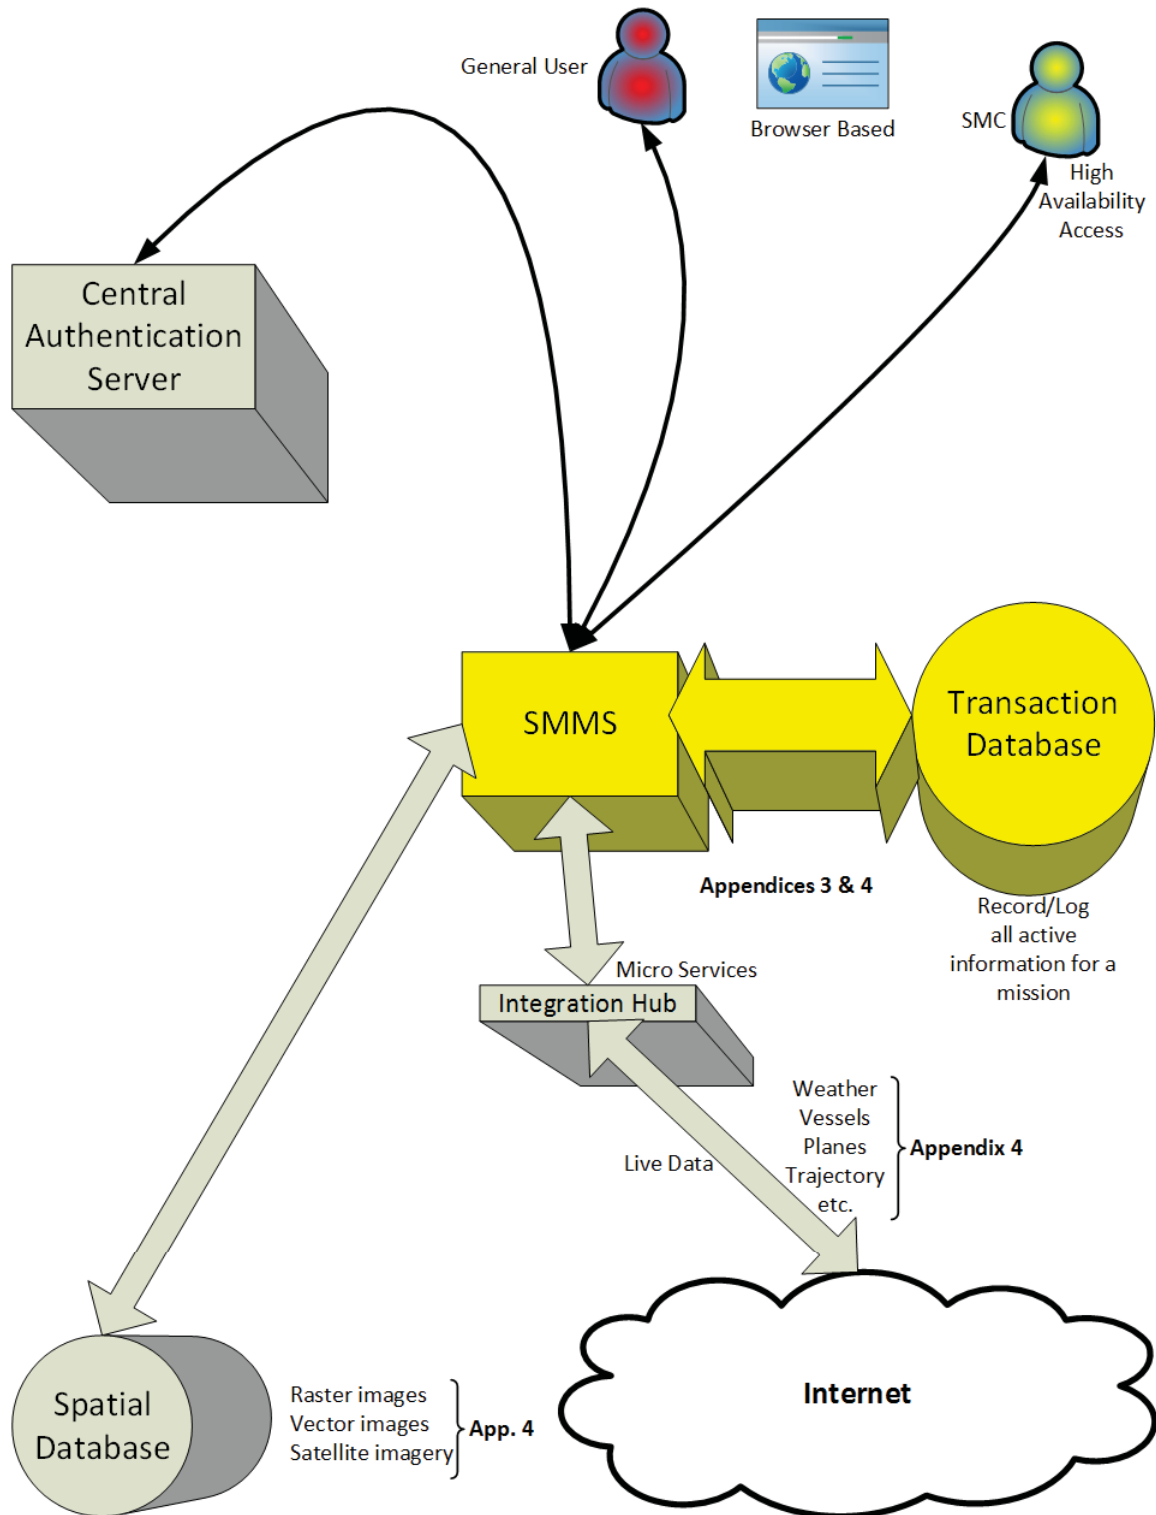 General User
Browser Based
SMC
High
Availability
Access
Central
Authentication
Server
SMMS
Transaction
Database
Appendices 3 & 4
Record/Log
all active
information for a
mission
Micro Services
Integration Hub
Weather
Vessels
Planes
Trajectory
etc.
Appendix 4
Live Data
Internet
Spatial
Database
Raster images
Vector images
Satellite imagery
App. 4